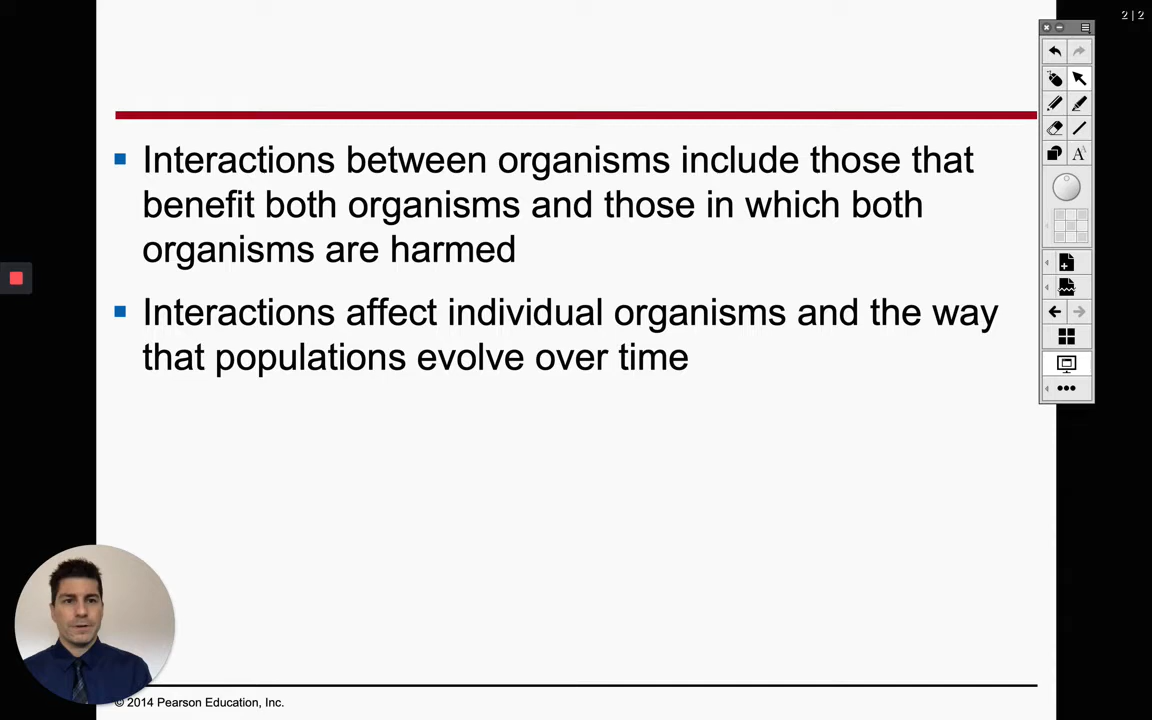 2 | 2
Interactions between organisms include those that
benefit both organisms and those in which both
organisms are harmed
Interactions affect individual organisms and the way
that populations evolve over time
© 2014 Pearson Education, Inc.